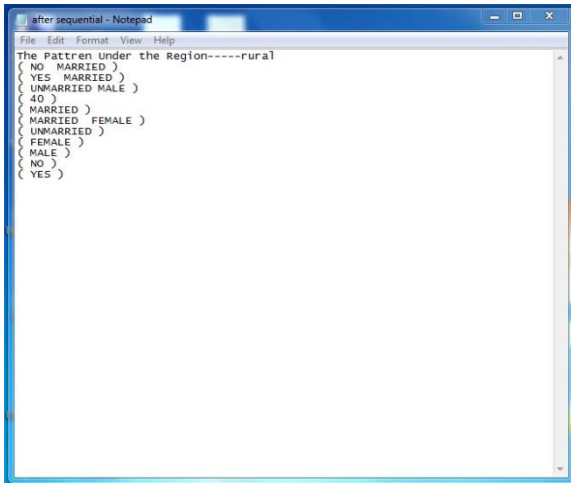 after sequential - Notepad
File Edit Format View Help
The Pattren Under the Region-----rural
( NO  MARRIED )
( YES  MARRIED )
( UNMARRIED MALE )
( 40 )
( MARRIED )
( MARRIED  FEMALE )
( UNMARRIED )
( FEMALE )
( MALE )
( NO )
( YES )